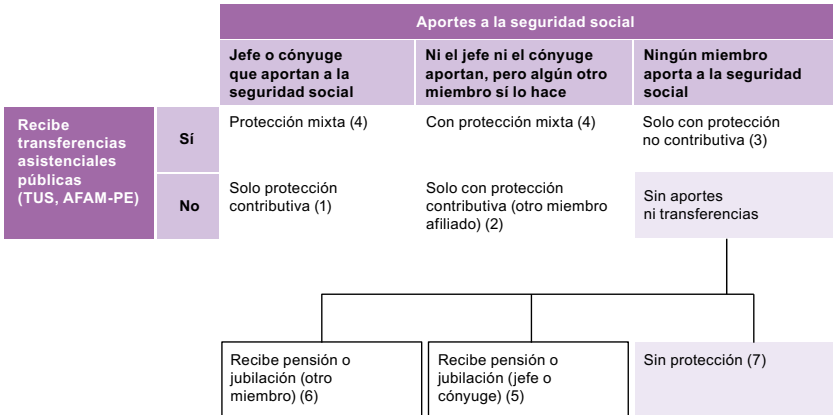 Aportes a la seguridad social
Jefe o cónyuge
que aportan a la
seguridad social
Ni el jefe ni el cónyuge
aportan, pero algún otro
miembro sí lo hace
Ningún miembro
aporta a la seguridad
social
Recibe
transferencias
asistenciales
públicas
(TUS, AFAM-PE)
Sí
Protección mixta (4)
Con protección mixta (4)
Solo con protección
no contributiva (3)
No
Solo protección
contributiva (1)
Solo con protección
contributiva (otro miembro
afiliado) (2)
Sin aportes
ni transferencias
Recibe pensión o
jubilación (otro
miembro) (6)
Recibe pensión o
jubilación (jefe o
cónyuge) (5)
Sin protección (7)